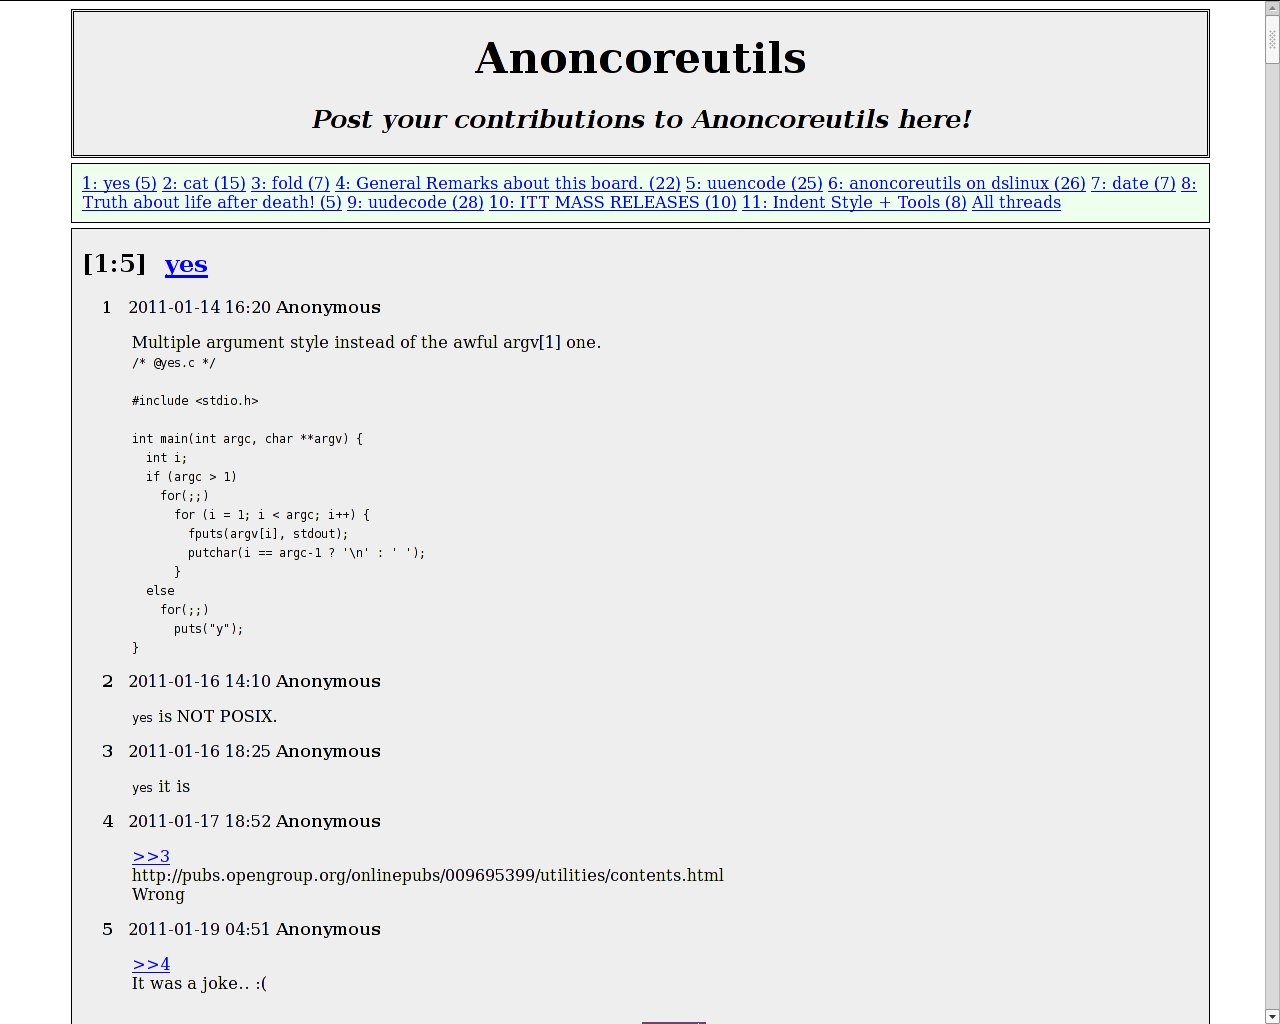 Anoncoreutils
Post your contributions to Anoncoreutils here!
1: yes (5) 2: cat (15) 3: fold (7) 4: General Remarks about this board. (22) 5: uuencode (25) 6: anoncoreutils on dslinux (26) 7: date (7) 8:
Truth about life after death! (5) 9: uudecode (28) 10: ITT MASS RELEASES (10) 11: Indent Style + Tools (8) All threads
[1:5] yes
1 2011-01-14 16:20 Anonymous
Multiple argument style instead of the awful argv[1] one.
/* @yes.c */
#include <stdio.h>
int main(int argc, char **argv) {
  int i;
  if (argc > 1)
    for(;;)
      for (i = 1; i < argc; i++) {
        fputs(argv[i], stdout);
        putchar(i == argc-1 ? '\n' : ' ');
      }
  else
    for(;;)
      puts("y");
}
2 2011-01-16 14:10 Anonymous
yes is NOT POSIX.
3 2011-01-16 18:25 Anonymous
yes it is
4 2011-01-17 18:52 Anonymous
>>3
http://pubs.opengroup.org/onlinepubs/009695399/utilities/contents.html
Wrong
5 2011-01-19 04:51 Anonymous
>>4
It was a joke.. :(